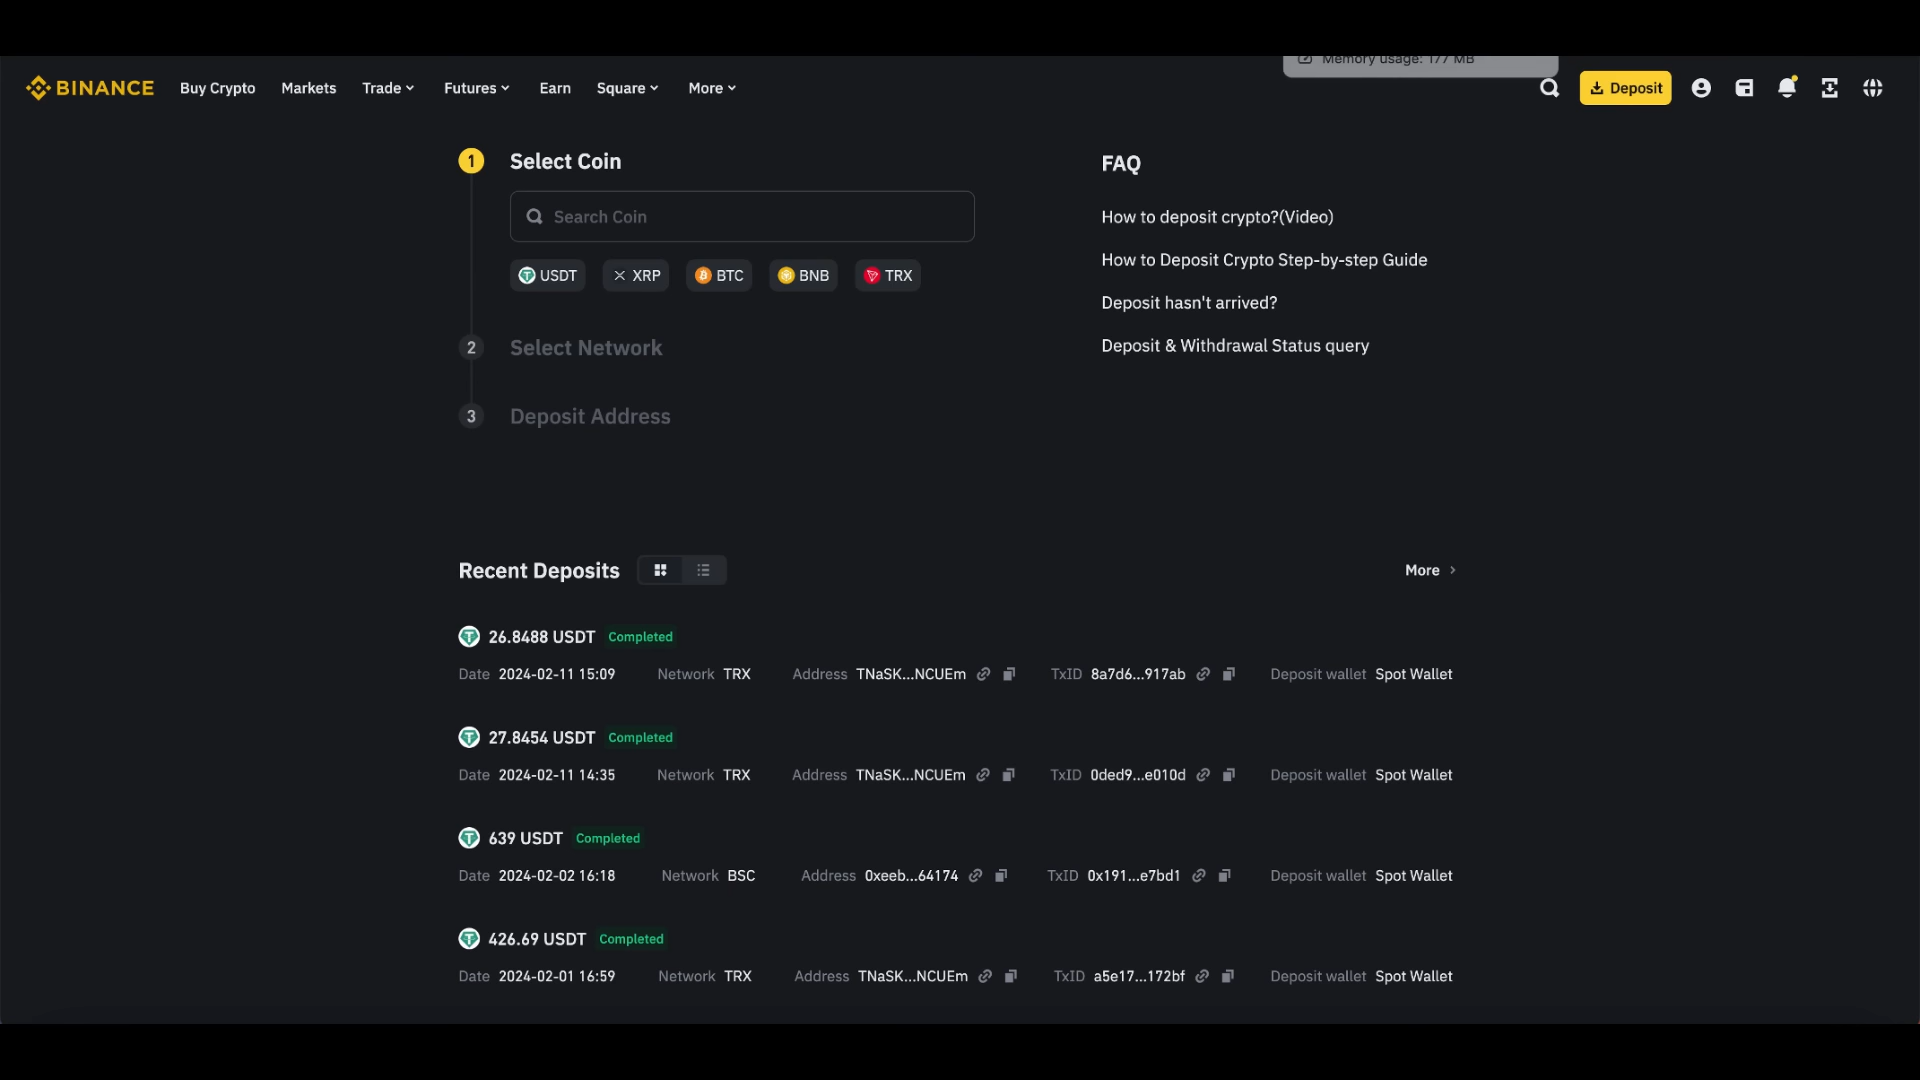 Memory usage: 177 MB
BINANCE Buy Crypto Markets Trade Futures Earn Square More Deposit
1 Select Coin
Search Coin
USDT XRP BTC BNB TRX
2 Select Network
3 Deposit Address
FAQ
How to deposit crypto?(Video)
How to Deposit Crypto Step-by-step Guide
Deposit hasn't arrived?
Deposit & Withdrawal Status query
Recent Deposits More
26.8488 USDT Completed
Date 2024-02-11 15:09 Network TRX Address TNaSK...NCUEm TxID 8a7d6...917ab Deposit wallet Spot Wallet
27.8454 USDT Completed
Date 2024-02-11 14:35 Network TRX Address TNaSK...NCUEm TxID 0ded9...e010d Deposit wallet Spot Wallet
639 USDT Completed
Date 2024-02-02 16:18 Network BSC Address 0xeeb...64174 TxID 0x191...e7bd1 Deposit wallet Spot Wallet
426.69 USDT Completed
Date 2024-02-01 16:59 Network TRX Address TNaSK...NCUEm TxID a5e17...172bf Deposit wallet Spot Wallet